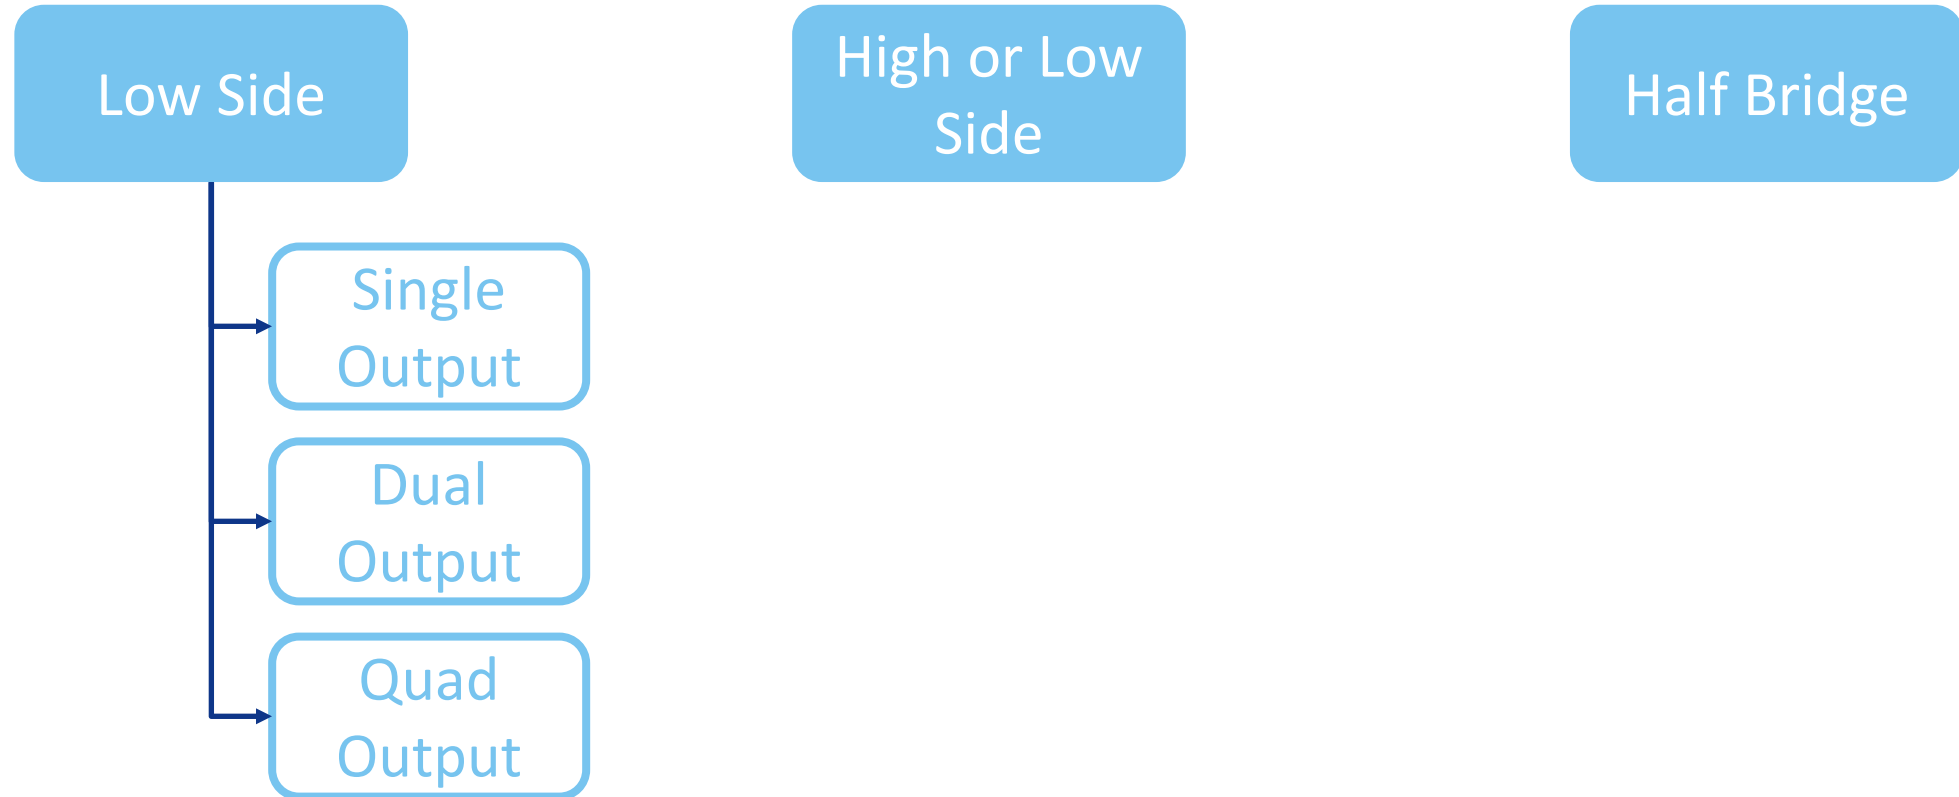 Low Side
High or Low
Side
Half Bridge
Single
Output
Dual
Output
Quad
Output